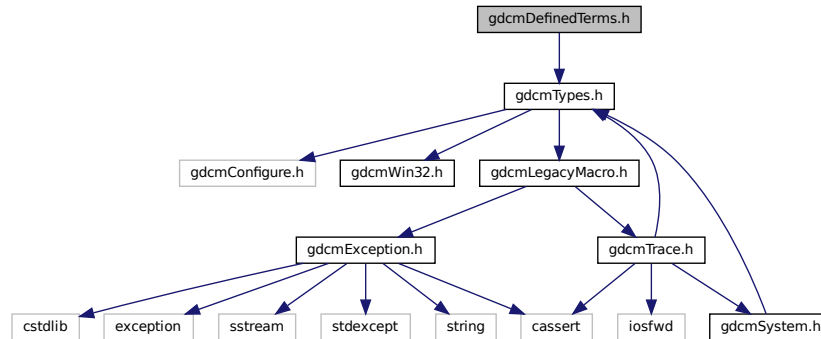 gdcmDefinedTerms.h
gdcmTypes.h
gdcmConfigure.h
gdcmWin32.h
gdcmLegacyMacro.h
gdcmException.h
gdcmTrace.h
cstdlib
exception
sstream
stdexcept
string
cassert
iosfwd
gdcmSystem.h